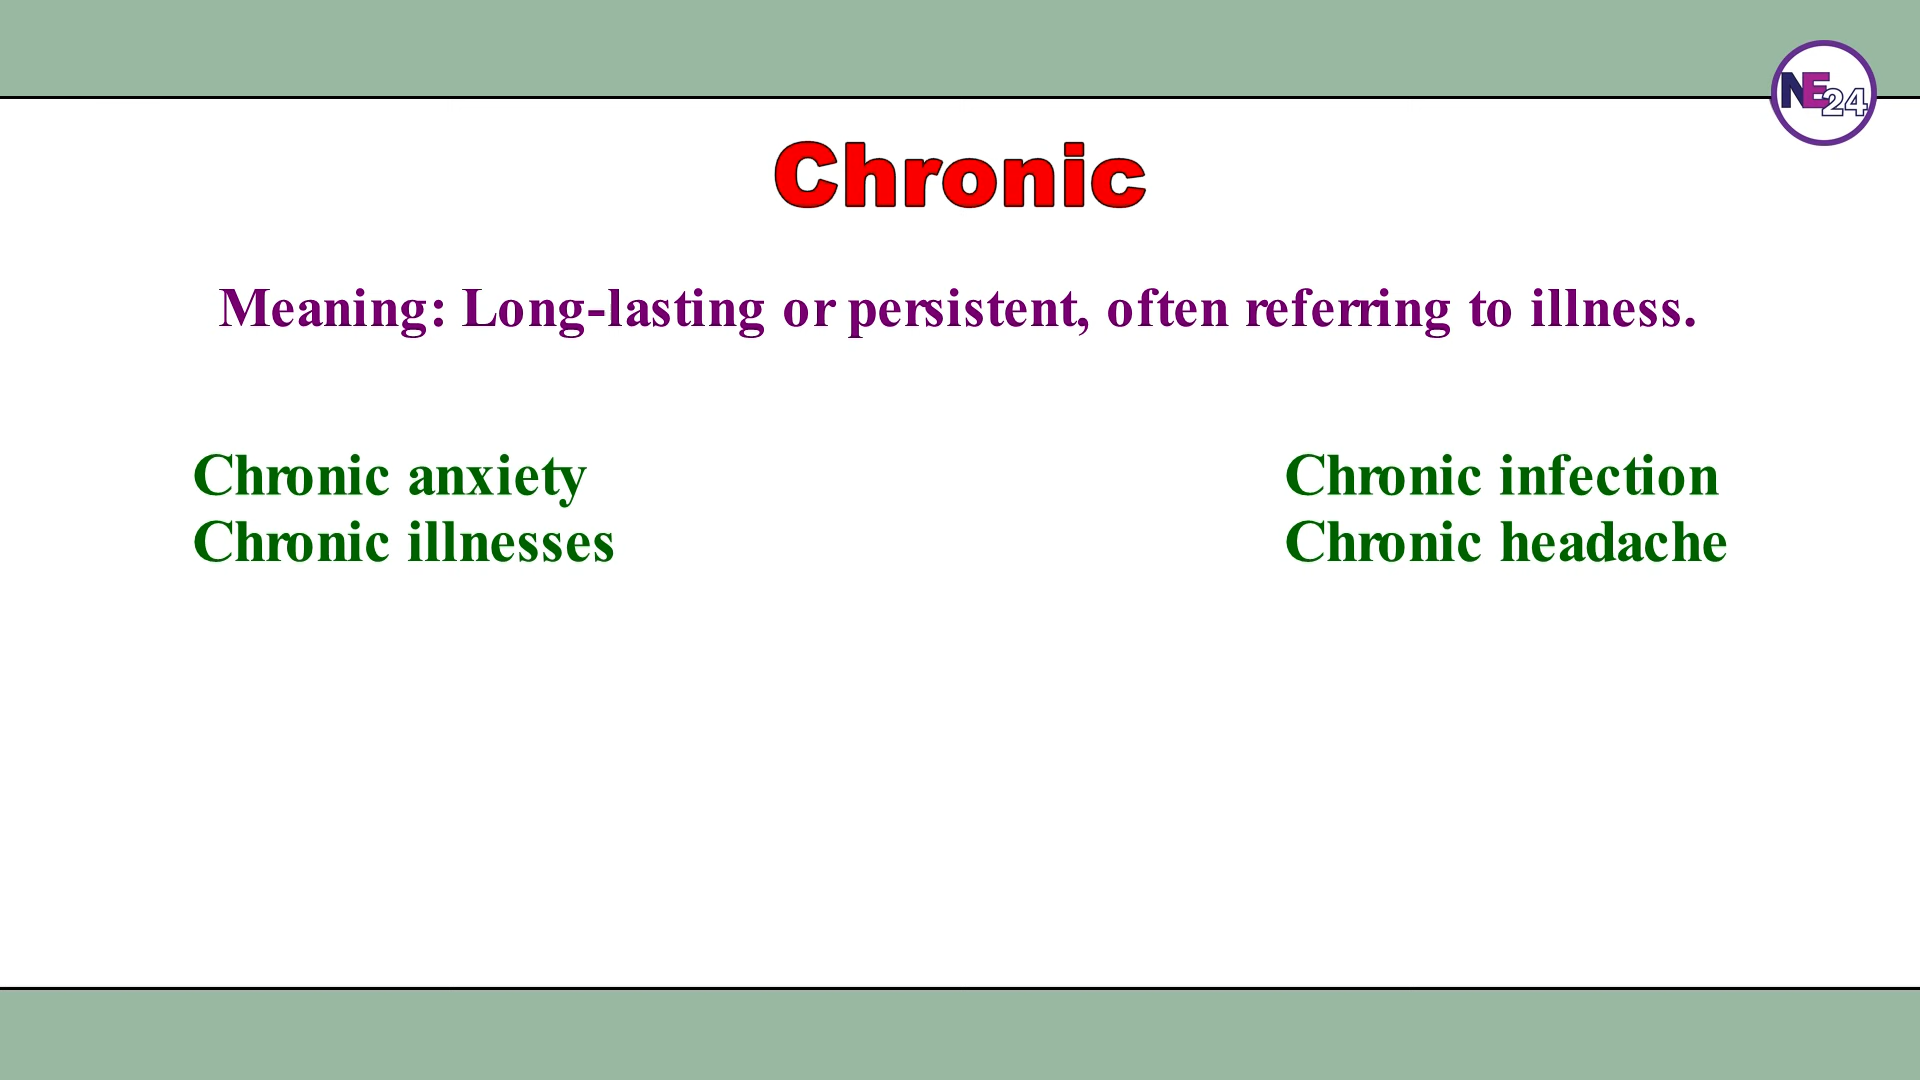 NE24
Chronic
Meaning: Long-lasting or persistent, often referring to illness.
Chronic anxiety
Chronic illnesses
Chronic infection
Chronic headache